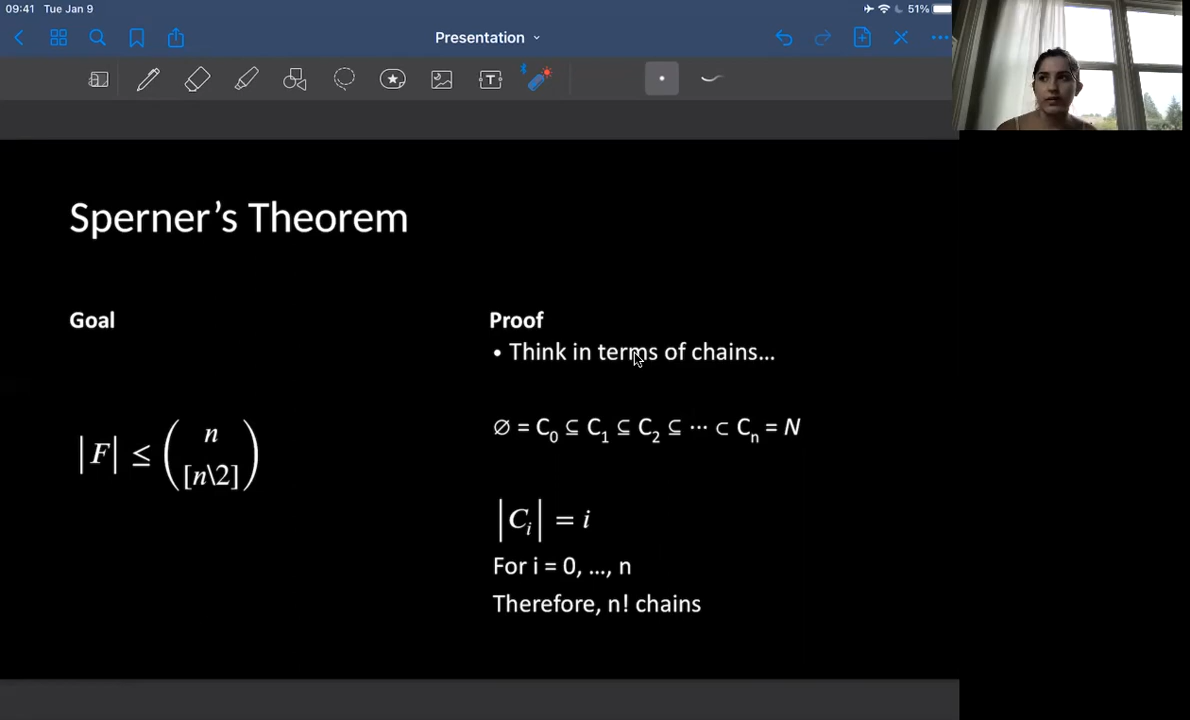 09:41 Tue Jan 9
51%
Presentation
T
Sperner’s Theorem
Goal
|F| ≤ (n [n\2])
Proof
• Think in terms of chains...
∅ = C₀ ⊆ C₁ ⊆ C₂ ⊆ ⋯ ⊂ Cₙ = N
|Cᵢ| = i
For i = 0, ..., n
Therefore, n! chains